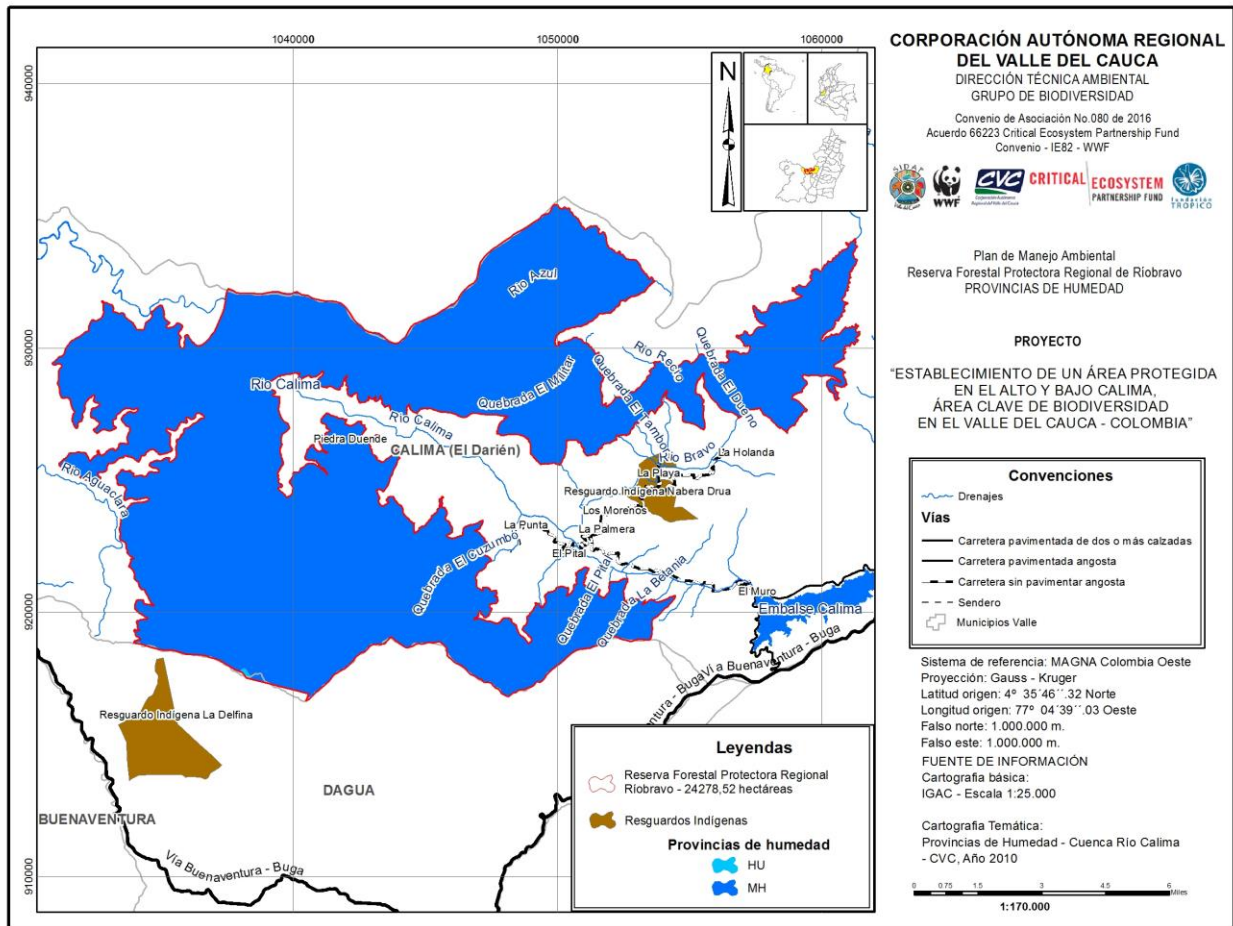 1040000
1050000
1060000
940000
930000
920000
910000
N
Rio Azul
Quebrada El Militar
Quebrada El Tambor
Rio Recio
Quebrada El Dueno
Rio Calima
Rio Calima
Piedra Duende
CALIMA (El Darién)
Rio Bravo
La Holanda
La Playa
Resguardo Indígena Nabera Drua
Los Morenos
La Palmera
La Punta
El Pital
Rio Aguaclara
Quebrada El Cuzumbo
Quebrada El Pital
Quebrada La Betania
El Muro
Embalse Calima
Ví a Buenaventura - Buga
Resguardo Indígena La Delfina
DAGUA
BUENAVENTURA
Vía Buenaventura - Buga
Leyendas
Reserva Forestal Protectora Regional
Ríobravo - 24278,52 hectáreas
Resguardos Indígenas
Provincias de humedad
HU
MH
CORPORACIÓN AUTÓNOMA REGIONAL
DEL VALLE DEL CAUCA
DIRECCIÓN TÉCNICA AMBIENTAL
GRUPO DE BIODIVERSIDAD
Convenio de Asociación No.080 de 2016
Acuerdo 66223 Critical Ecosystem Partnership Fund
Convenio - IE82 - WWF
SIDAP
WWF
CVC
CRITICAL ECOSYSTEM
PARTNERSHIP FUND
fundación
TROPICO
Plan de Manejo Ambiental
Reserva Forestal Protectora Regional de Ríobravo
PROVINCIAS DE HUMEDAD
PROYECTO
“ESTABLECIMIENTO DE UN ÁREA PROTEGIDA
EN EL ALTO Y BAJO CALIMA,
ÁREA CLAVE DE BIODIVERSIDAD
EN EL VALLE DEL CAUCA - COLOMBIA”
Convenciones
Drenajes
Vías
Carretera pavimentada de dos o más calzadas
Carretera pavimentada angosta
Carretera sin pavimentar angosta
Sendero
Municipios Valle
Sistema de referencia: MAGNA Colombia Oeste
Proyección: Gauss - Kruger
Latitud origen: 4º 35´46´´.32 Norte
Longitud origen: 77º 04´39´´.03 Oeste
Falso norte: 1.000.000 m.
Falso este: 1.000.000 m.
FUENTE DE INFORMACIÓN
Cartografía básica:
IGAC - Escala 1:25.000
Cartografía Temática:
Provincias de Humedad - Cuenca Río Calima
- CVC, Año 2010
0 0.75 1.5 3 4.5 6
Miles
1:170.000